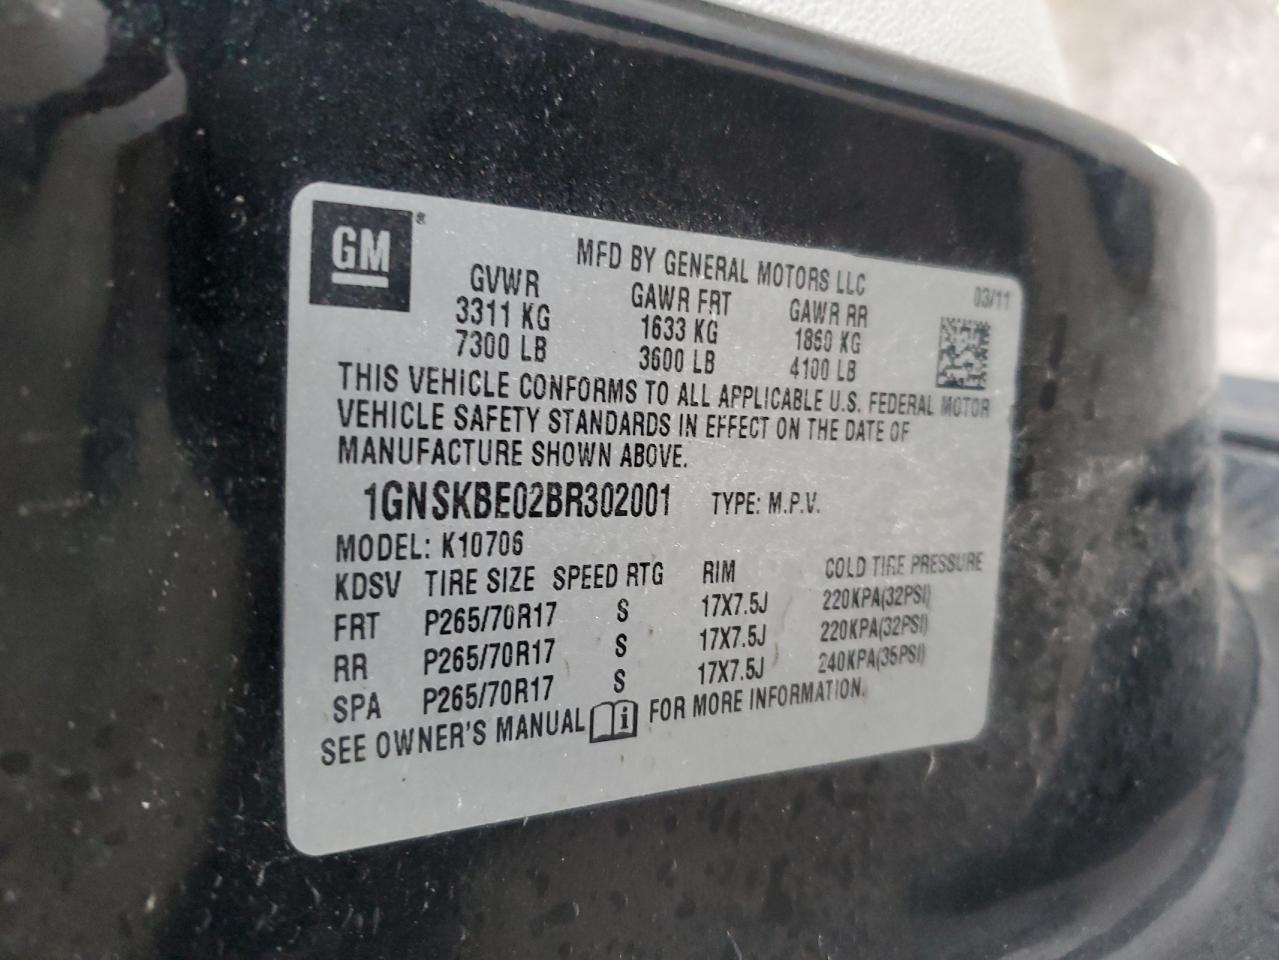 GM®
MFD BY GENERAL MOTORS LLC
03/11
GVWR GAWR FRT GAWR RR
3311 KG 1633 KG 1860 KG
7300 LB 3600 LB 4100 LB
THIS VEHICLE CONFORMS TO ALL APPLICABLE U.S. FEDERAL MOTOR
VEHICLE SAFETY STANDARDS IN EFFECT ON THE DATE OF
MANUFACTURE SHOWN ABOVE.
1GNSKBE02BR302001 TYPE: M.P.V.
MODEL: K10706
KDSV TIRE SIZE SPEED RTG RIM COLD TIRE PRESSURE
FRT P265/70R17 S 17X7.5J 220KPA(32PSI)
RR P265/70R17 S 17X7.5J 220KPA(32PSI)
SPA P265/70R17 S 17X7.5J 240KPA(35PSI)
SEE OWNER'S MANUAL i FOR MORE INFORMATION.